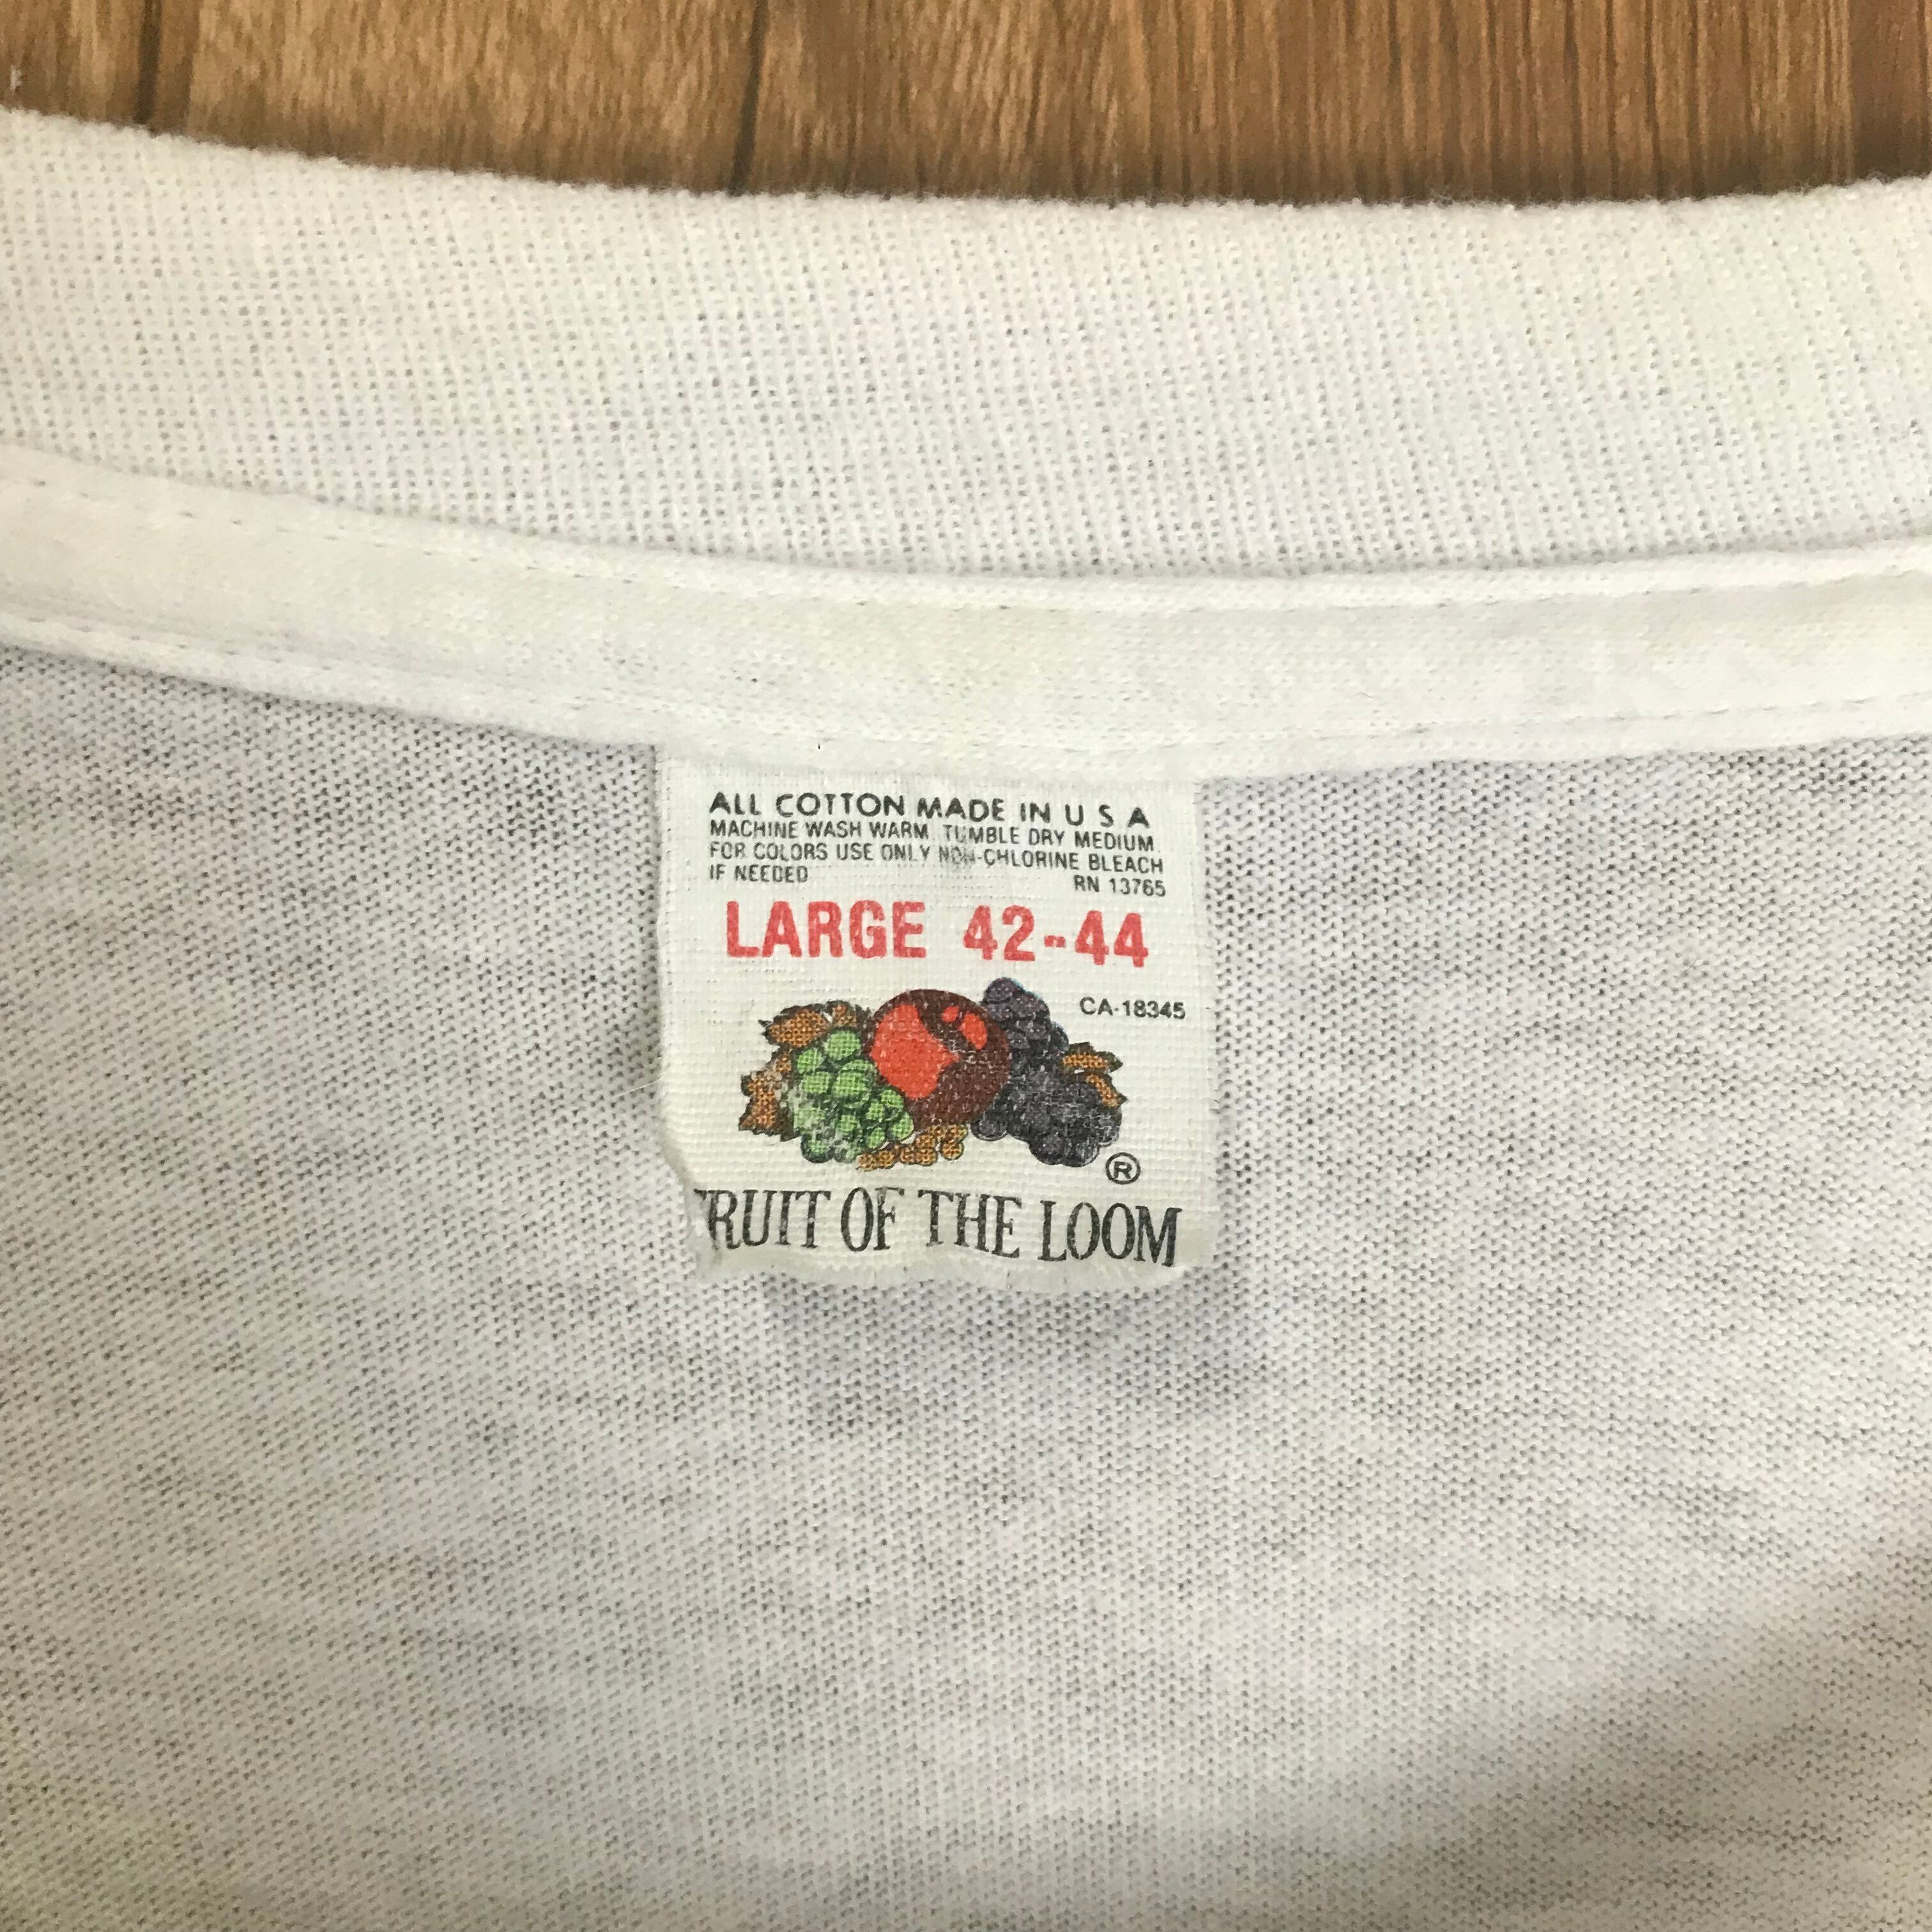 ALL COTTON MADE IN U S A
MACHINE WASH WARM. TUMBLE DRY MEDIUM.
FOR COLORS USE ONLY NON-CHLORINE BLEACH
IF NEEDED RN 13765
LARGE 42-44
CA-18345
®
FRUIT OF THE LOOM